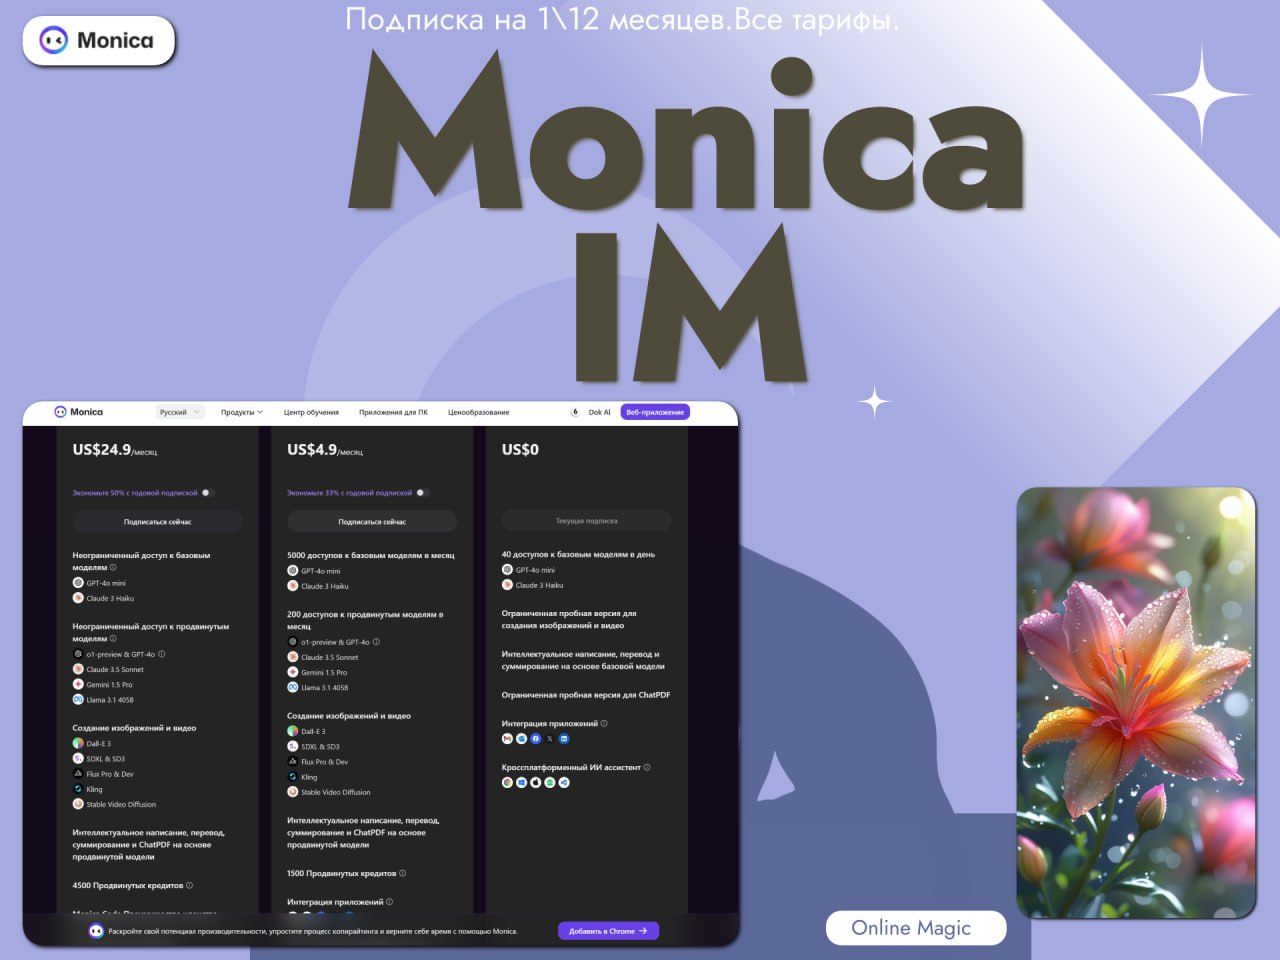 Подписка на 1\12 месяцев.Все тарифы.
Monica
Monica
IM
Monica
Русский
Продукты
Центр обучения
Приложения для ПК
Ценообразование
6
Dok AI
Веб-приложение
US$24.9/месяц
Экономьте 50% с годовой подпиской
Подписаться сейчас
Неограниченный доступ к базовым
моделям
GPT-4o mini
Claude 3 Haiku
Неограниченный доступ к продвинутым
моделям
o1-preview & GPT-4o
Claude 3.5 Sonnet
Gemini 1.5 Pro
Llama 3.1 405B
Создание изображений и видео
Dall-E 3
SDXL & SD3
Flux Pro & Dev
Kling
Stable Video Diffusion
Интеллектуальное написание, перевод,
суммирование и ChatPDF на основе
продвинутой модели
4500 Продвинутых кредитов
US$4.9/месяц
Экономьте 33% с годовой подпиской
Подписаться сейчас
5000 доступов к базовым моделям в месяц
GPT-4o mini
Claude 3 Haiku
200 доступов к продвинутым моделям в
месяц
o1-preview & GPT-4o
Claude 3.5 Sonnet
Gemini 1.5 Pro
Llama 3.1 405B
Создание изображений и видео
Dall-E 3
SDXL & SD3
Flux Pro & Dev
Kling
Stable Video Diffusion
Интеллектуальное написание, перевод,
суммирование и ChatPDF на основе
продвинутой модели
1500 Продвинутых кредитов
Интеграция приложений
US$0
Текущая подписка
40 доступов к базовым моделям в день
GPT-4o mini
Claude 3 Haiku
Ограниченная пробная версия для
создания изображений и видео
Интеллектуальное написание, перевод и
суммирование на основе базовой модели
Ограниченная пробная версия для ChatPDF
Интеграция приложений
Кроссплатформенный ИИ ассистент
Раскройте свой потенциал производительности, упростите процесс копирайтинга и верните себе время с помощью Monica.
Добавить в Chrome →
Online Magic